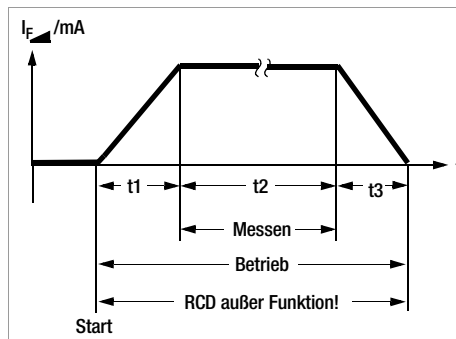 I_F /mA
t1 t2 t3
Messen
Betrieb
RCD außer Funktion!
Start